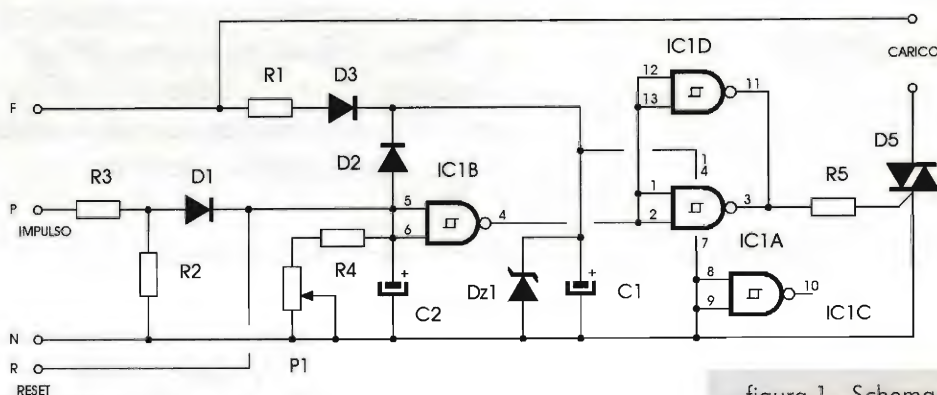 IC1D
CARICO
R1
D3
12
11
F
13
D5
D2
IC1B
1
4
R3
D1
R5
P
5
4
1
3
IMPULSO
6
2
R4
7
IC1A
R2
8
10
Dz1
C1
9
C2
IC1C
N
R
P1
RESET
figura 1 - Schema